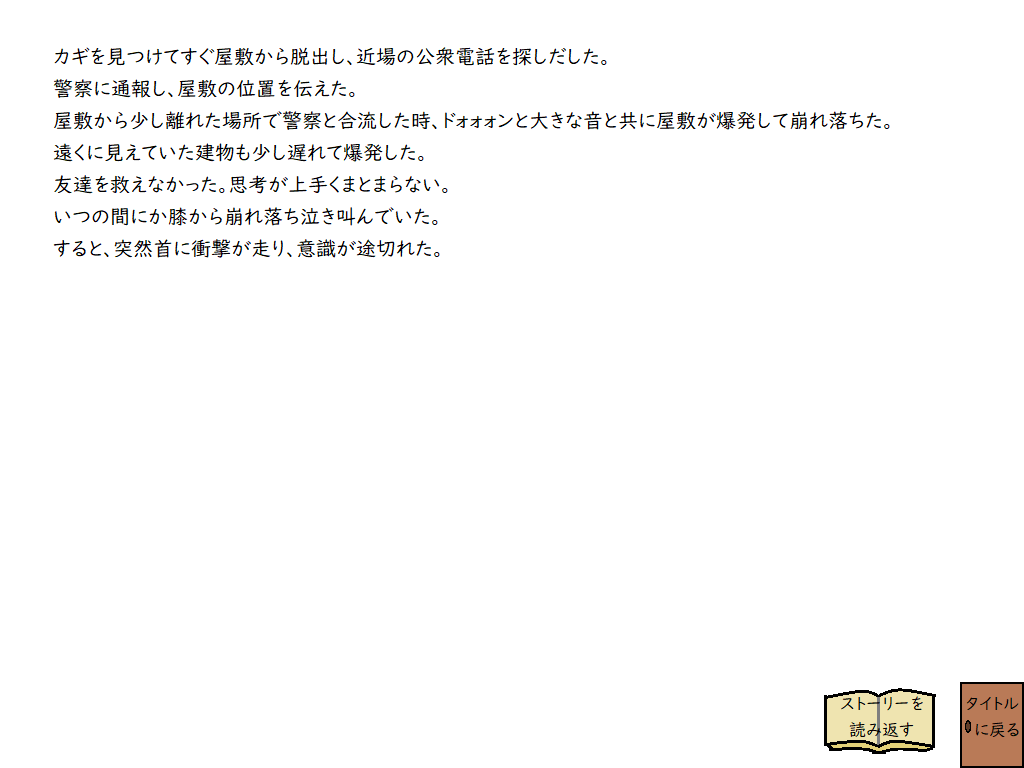 カギを見つけてすぐ屋敷から脱出し、近場の公衆電話を探しだした。
警察に通報し、屋敷の位置を伝えた。
屋敷から少し離れた場所で警察と合流した時、ドォォォンと大きな音と共に屋敷が爆発して崩れ落ちた。
遠くに見えていた建物も少し遅れて爆発した。
友達を救えなかった。思考が上手くまとまらない。
いつの間にか膝から崩れ落ち泣き叫んでいた。
すると、突然首に衝撃が走り、意識が途切れた。
ストーリーを
読み返す
タイトル
に戻る